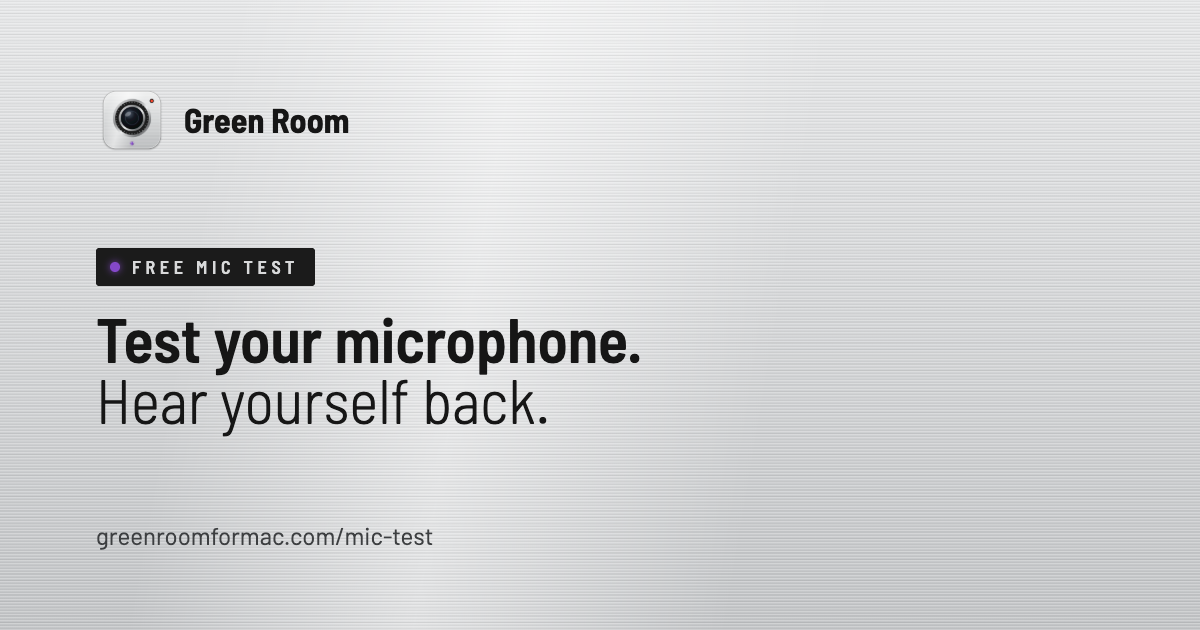 Green Room
FREE MIC TEST
Test your microphone.
Hear yourself back.
greenroomformac.com/mic-test